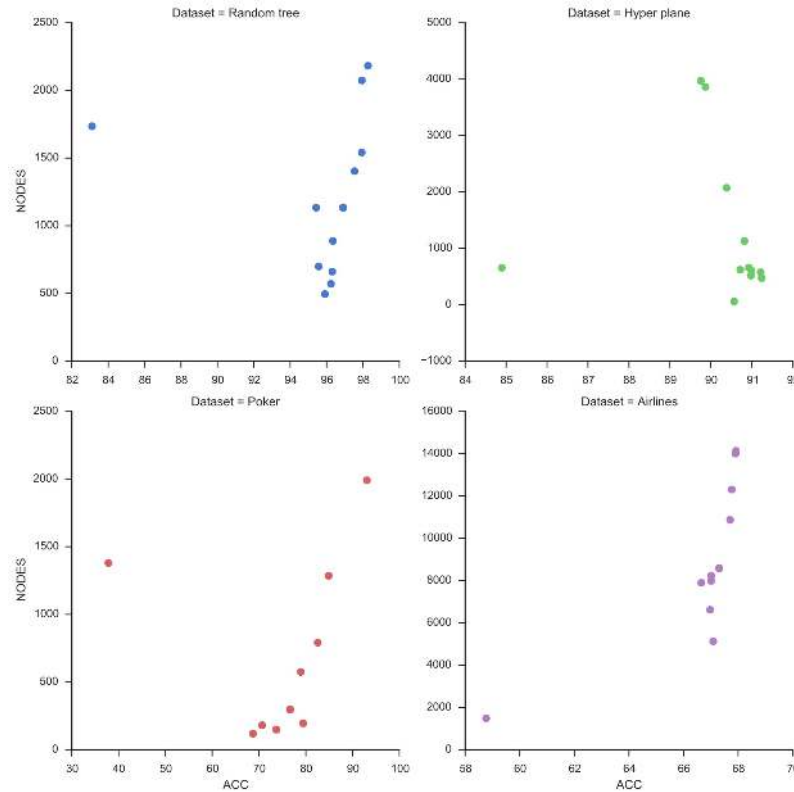 Dataset = Random tree
2500
2000
1500
1000
500
0
NODES
82 84 86 88 90 92 94 96 98 100
Dataset = Hyper plane
5000
4000
3000
2000
1000
0
−1000
84 85 86 87 88 89 90 91 92
Dataset = Poker
2500
2000
1500
1000
500
0
NODES
30 40 50 60 70 80 90 100
ACC
Dataset = Airlines
16000
14000
12000
10000
8000
6000
4000
2000
0
58 60 62 64 66 68 70
ACC